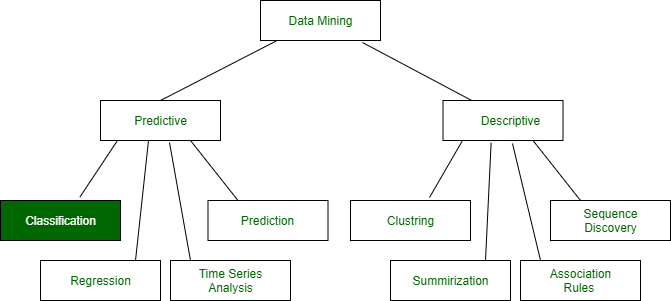 Data Mining
Predictive
Descriptive
Classification
Prediction
Clustring
Sequence
Discovery
Regression
Time Series
Analysis
Summirization
Association
Rules